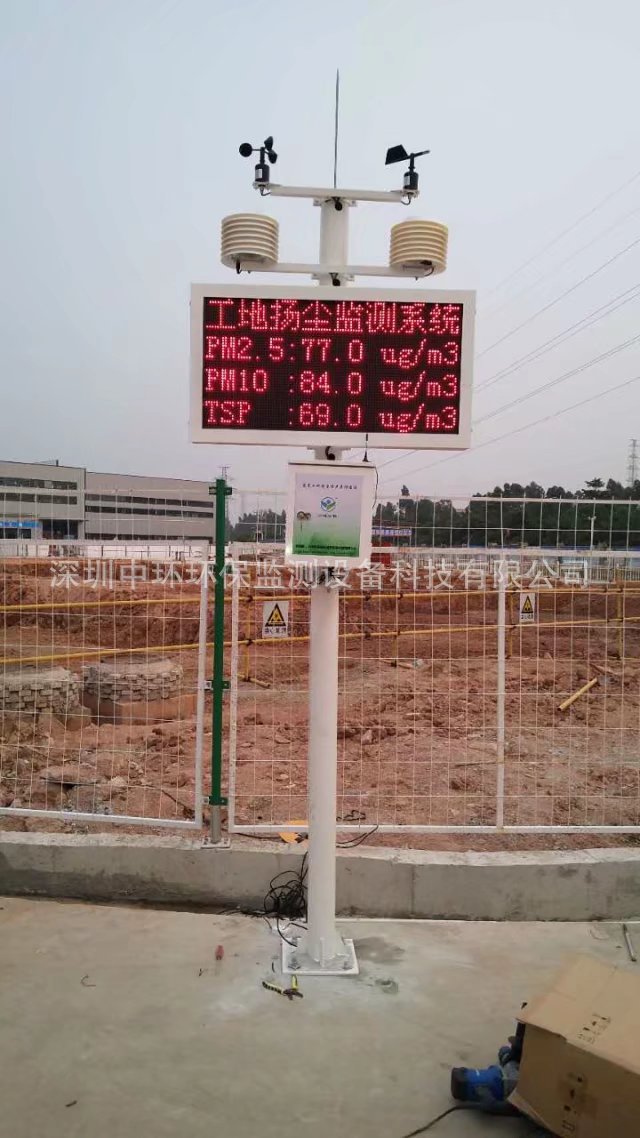 工地扬尘监测系统
PM2.5:77.0 ug/m3
PM10 :84.0 ug/m3
TSP :69.0 ug/m3
深圳中环环保监测设备科技有限公司